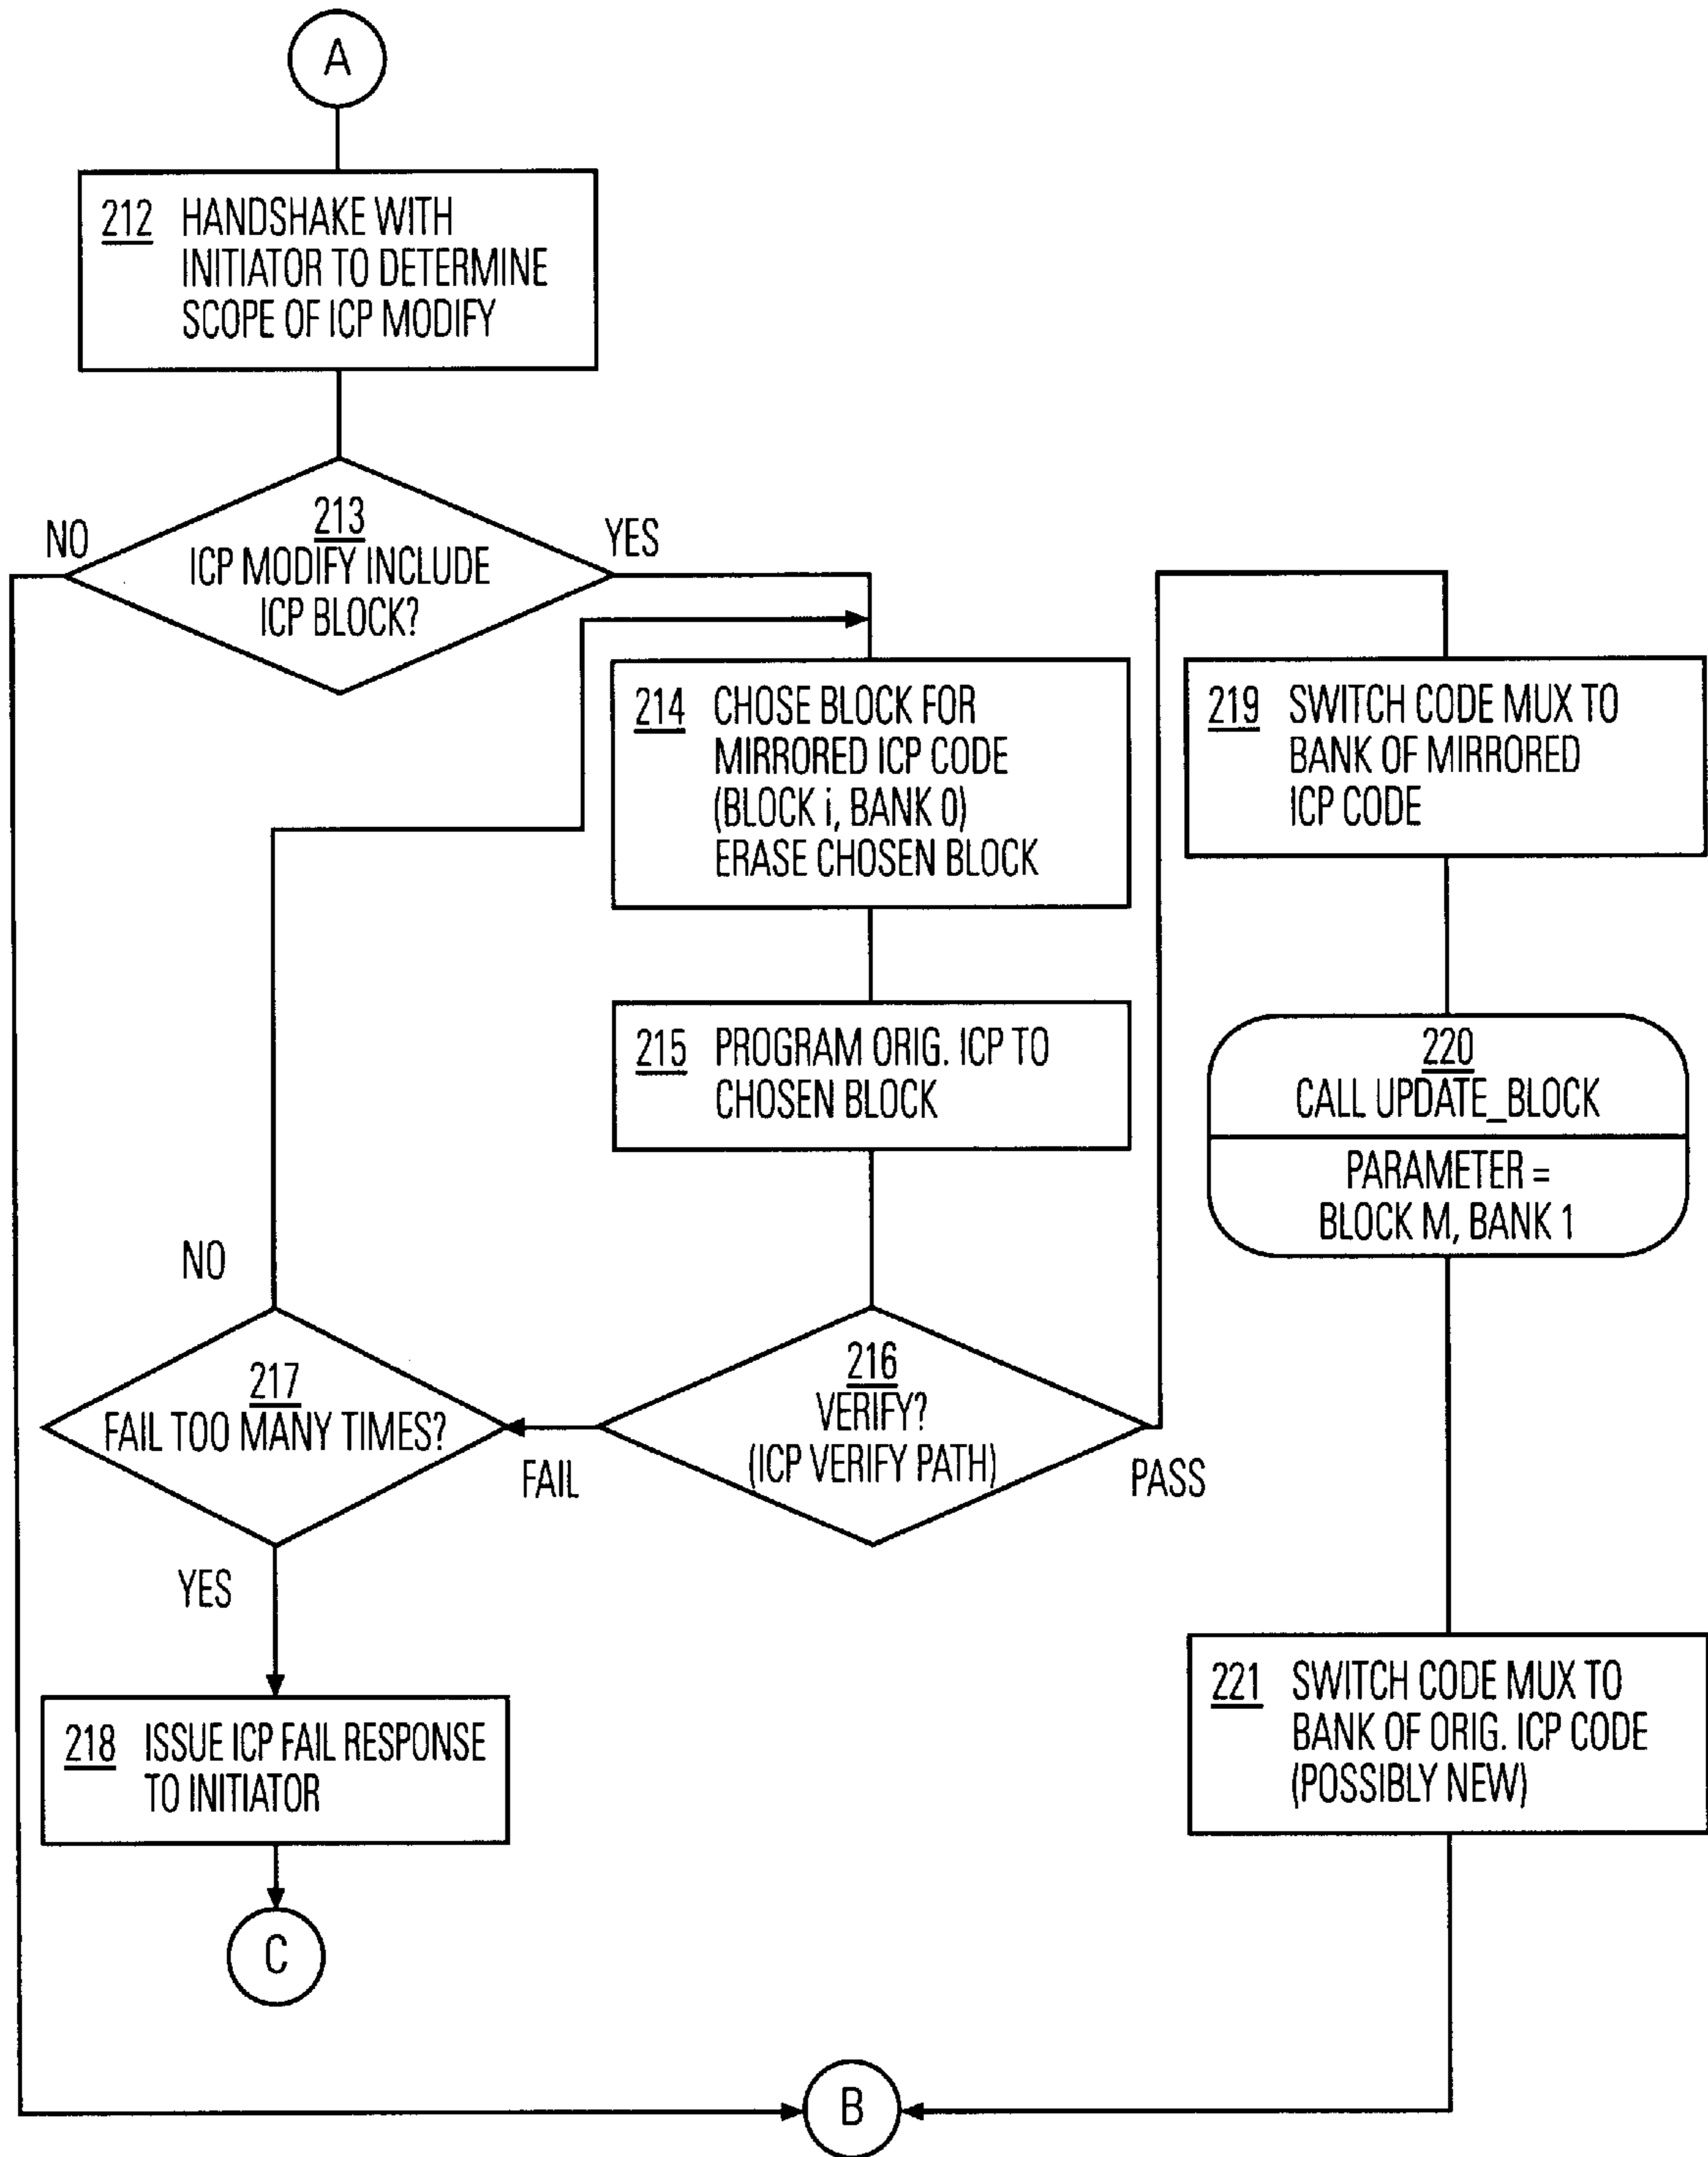 A
212 HANDSHAKE WITH
INITIATOR TO DETERMINE
SCOPE OF ICP MODIFY
213
ICP MODIFY INCLUDE
ICP BLOCK?
NO
YES
214 CHOSE BLOCK FOR
MIRRORED ICP CODE
(BLOCK i, BANK 0)
ERASE CHOSEN BLOCK
215 PROGRAM ORIG. ICP TO
CHOSEN BLOCK
216
VERIFY?
(ICP VERIFY PATH)
FAIL
PASS
217
FAIL TOO MANY TIMES?
NO
YES
218 ISSUE ICP FAIL RESPONSE
TO INITIATOR
C
219 SWITCH CODE MUX TO
BANK OF MIRRORED
ICP CODE
220
CALL UPDATE_BLOCK
PARAMETER =
BLOCK M, BANK 1
221 SWITCH CODE MUX TO
BANK OF ORIG. ICP CODE
(POSSIBLY NEW)
B